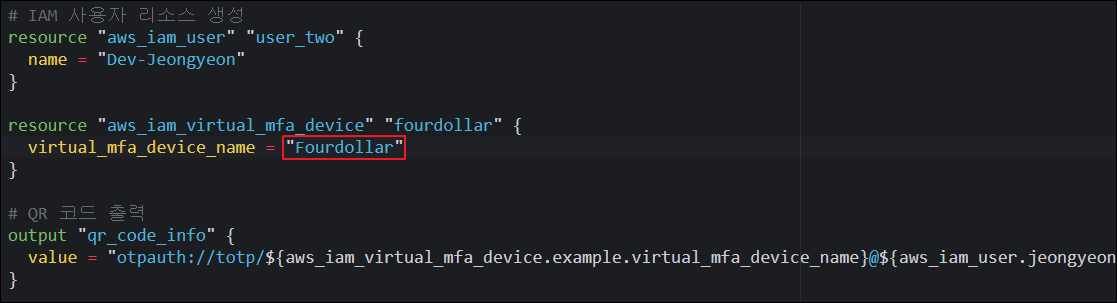 # IAM 사용자 리소스 생성
resource "aws_iam_user" "user_two" {
  name = "Dev-Jeongyeon"
}
resource "aws_iam_virtual_mfa_device" "fourdollar" {
  virtual_mfa_device_name = "Fourdollar"
}
# QR 코드 출력
output "qr_code_info" {
  value = "otpauth://totp/${aws_iam_virtual_mfa_device.example.virtual_mfa_device_name}@${aws_iam_user.jeongyeon
}